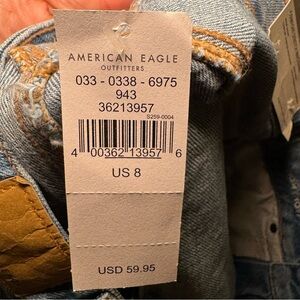 AMERICAN EAGLE
OUTFITTERS
033 - 0338 - 6975
943
36213957
S259-0004
4 00362 13957 6
US 8
USD 59.95